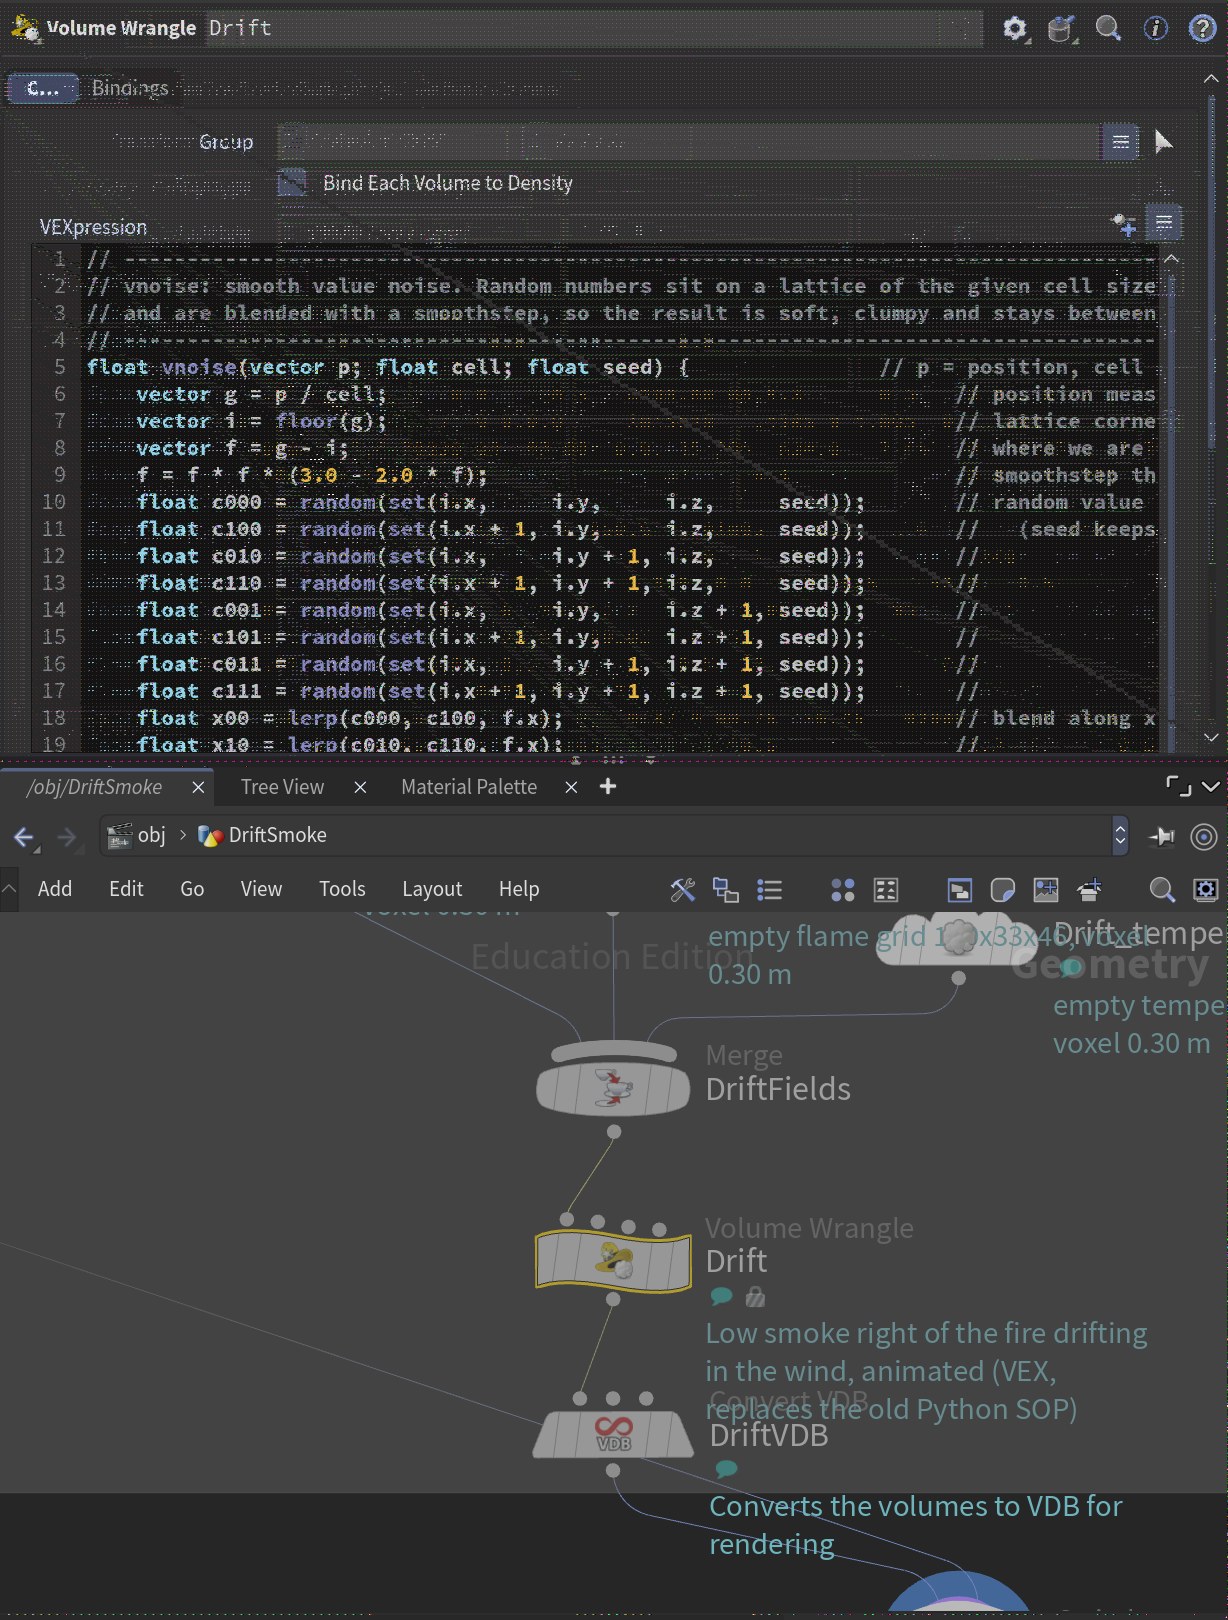 Volume Wrangle Drift
C... Bindings
Group
Bind Each Volume to Density
VEXpression
1 // ------------------------------------------------------------------------------------
2 // vnoise: smooth value noise. Random numbers sit on a lattice of the given cell size
3 // and are blended with a smoothstep, so the result is soft, clumpy and stays between
4 // ------------------------------------------------------------------------------------
5 float vnoise(vector p; float cell; float seed) { // p = position, cell
6 vector g = p / cell; // position meas
7 vector i = floor(g); // lattice corne
8 vector f = g - i; // where we are
9 f = f * f * (3.0 - 2.0 * f); // smoothstep th
10 float c000 = random(set(i.x, i.y, i.z, seed)); // random value
11 float c100 = random(set(i.x + 1, i.y, i.z, seed)); // (seed keeps
12 float c010 = random(set(i.x, i.y + 1, i.z, seed)); //
13 float c110 = random(set(i.x + 1, i.y + 1, i.z, seed)); //
14 float c001 = random(set(i.x, i.y, i.z + 1, seed)); //
15 float c101 = random(set(i.x + 1, i.y, i.z + 1, seed)); //
16 float c011 = random(set(i.x, i.y + 1, i.z + 1, seed)); //
17 float c111 = random(set(i.x + 1, i.y + 1, i.z + 1, seed)); //
18 float x00 = lerp(c000, c100, f.x); // blend along x
19 float x10 = lerp(c010, c110, f.x); //
/obj/DriftSmoke Tree View Material Palette
obj DriftSmoke
Add Edit Go View Tools Layout Help
voxel 0.30 m
Education Edition
empty flame grid voxel
0.30 m
Drift_tempe
Geometry
empty tempe
voxel 0.30 m
Merge
DriftFields
Volume Wrangle
Drift
Low smoke right of the fire drifting
in the wind, animated (VEX,
replaces the old Python SOP)
Convert VDB
VDB
DriftVDB
Converts the volumes to VDB for
rendering